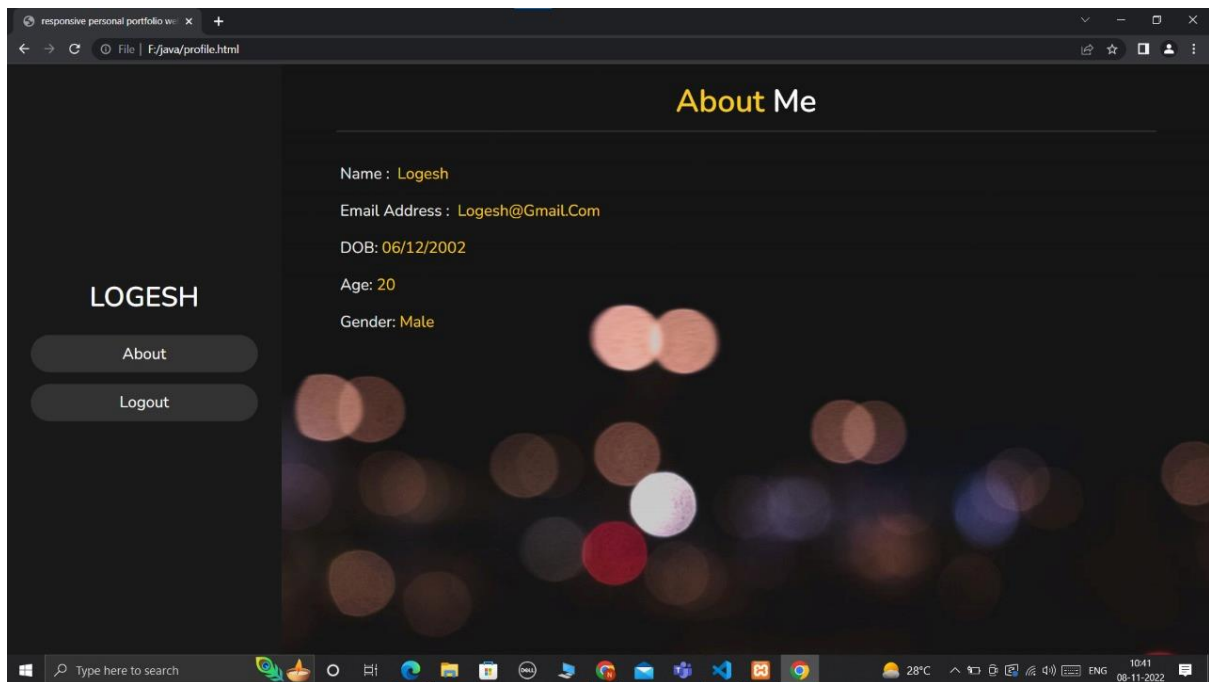 responsive personal portfolio we
File | F:/java/profile.html
About Me
Name : Logesh
Email Address : Logesh@Gmail.Com
DOB: 06/12/2002
Age: 20
Gender: Male
LOGESH
About
Logout
Type here to search
DELL
28°C
ENG
10:41
08-11-2022